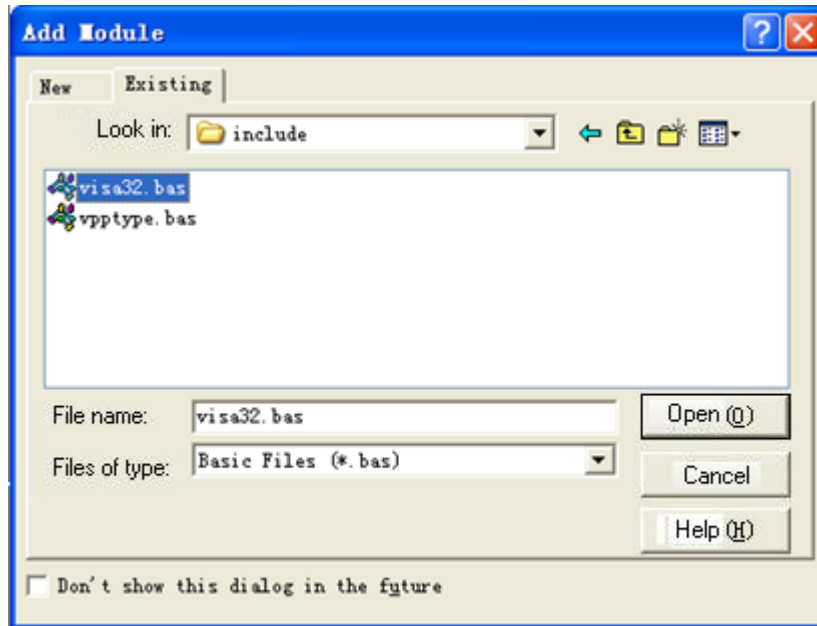 Add Module
?
New Existing
Look in: include
visa32.bas
vpptype.bas
File name: visa32.bas Open (O)
Files of type: Basic Files (*.bas)
Cancel
Help (H)
Don't show this dialog in the future